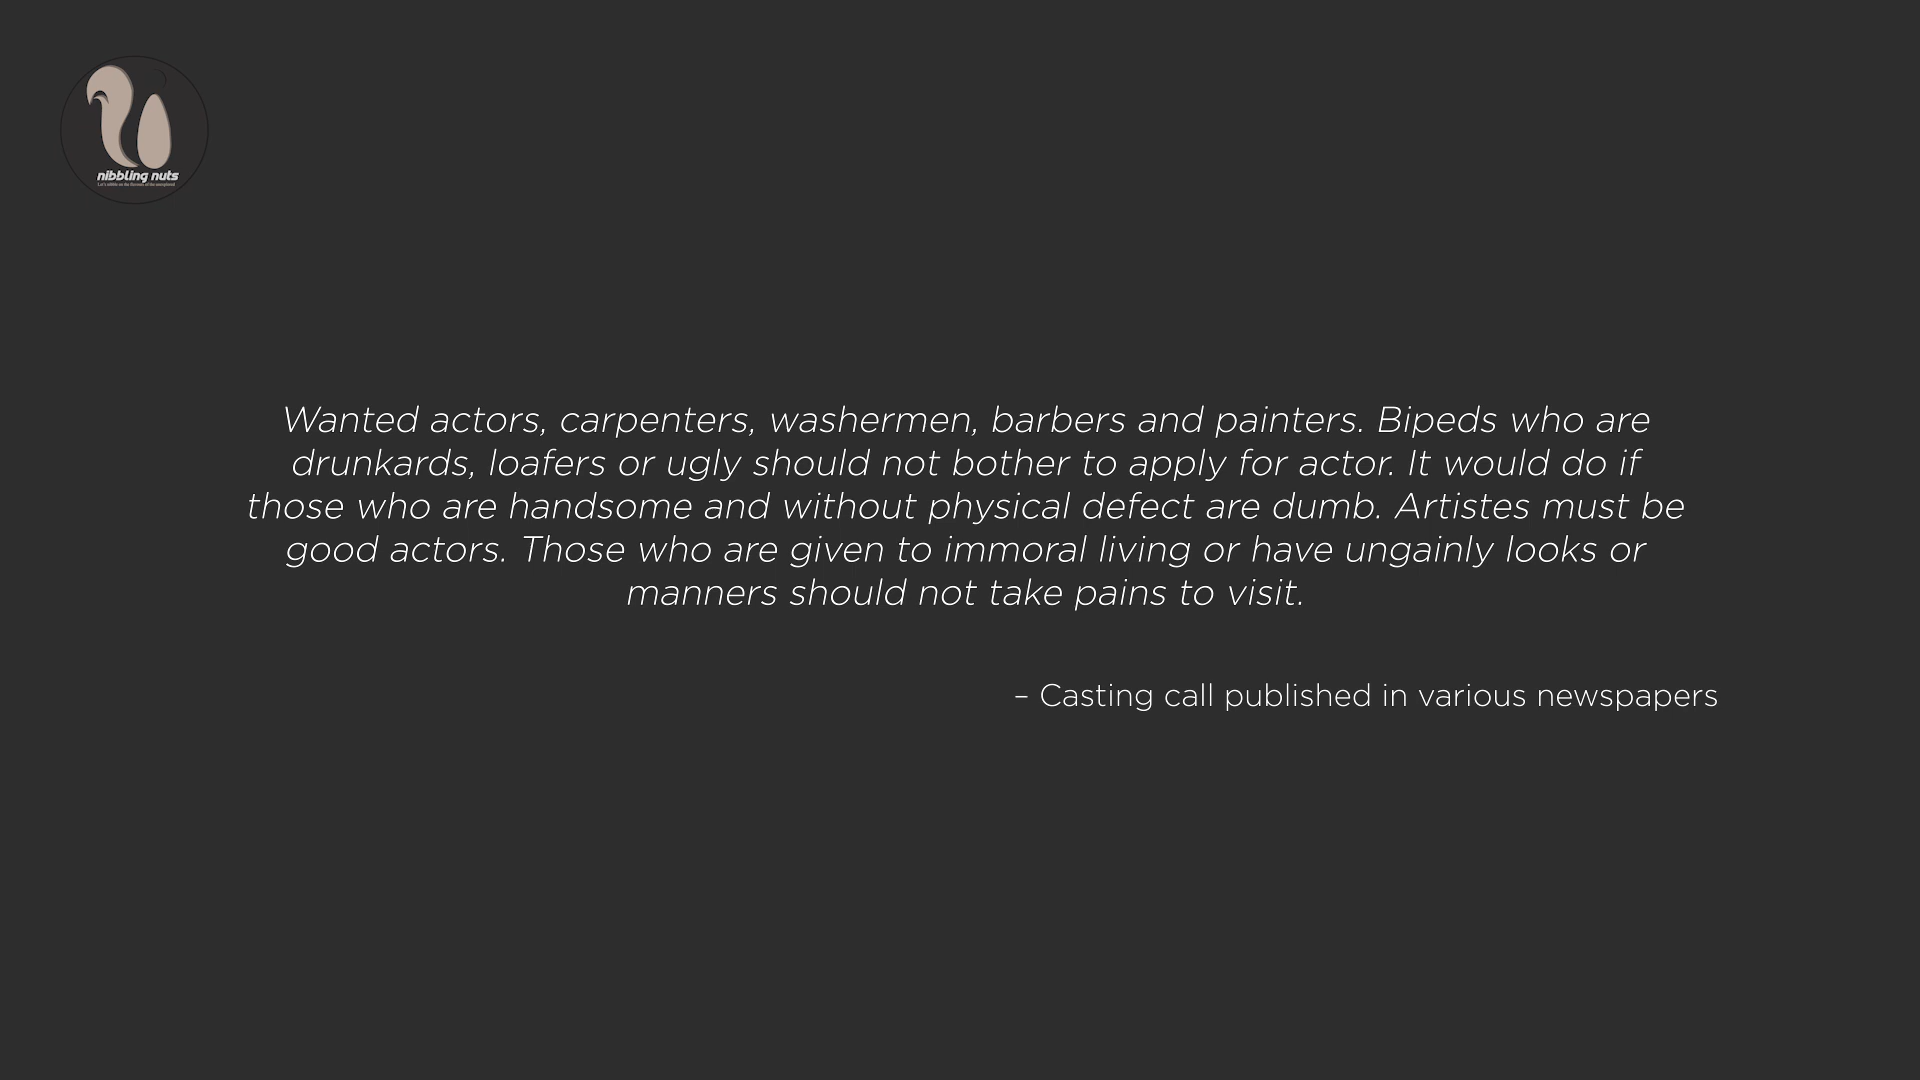 nibbling nuts
Wanted actors, carpenters, washermen, barbers and painters. Bipeds who are
drunkards, loafers or ugly should not bother to apply for actor. It would do if
those who are handsome and without physical defect are dumb. Artistes must be
good actors. Those who are given to immoral living or have ungainly looks or
manners should not take pains to visit.
– Casting call published in various newspapers